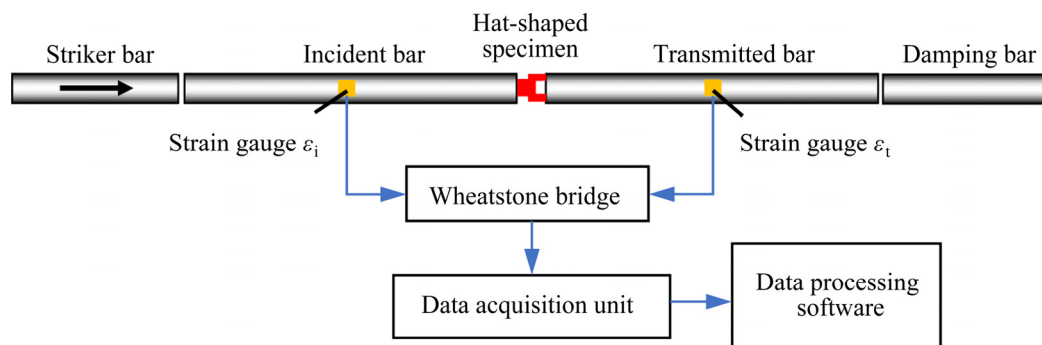 Hat-shaped
specimen
Striker bar
Incident bar
Transmitted bar
Damping bar
Strain gauge εi
Strain gauge εt
Wheatstone bridge
Data acquisition unit
Data processing
software